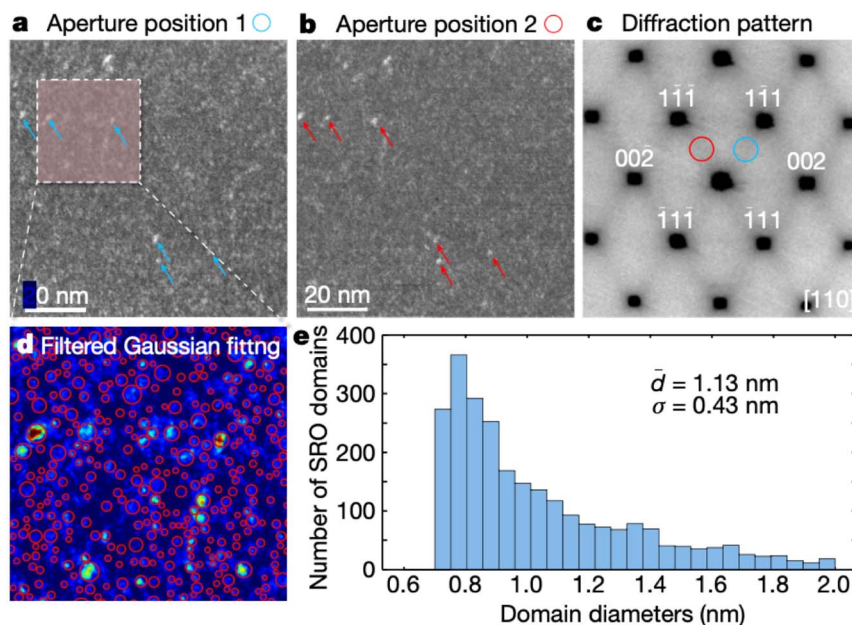 a Aperture position 1
b Aperture position 2
c Diffraction pattern
0 nm
20 nm
11̄1̄
11̄1
002̄
002
1̄11̄
1̄11
[110]
d Filtered Gaussian fittng
e
Number of SRO domains
400
300
200
100
0
d̄ = 1.13 nm
σ = 0.43 nm
0.6 0.8 1.0 1.2 1.4 1.6 1.8 2.0
Domain diameters (nm)